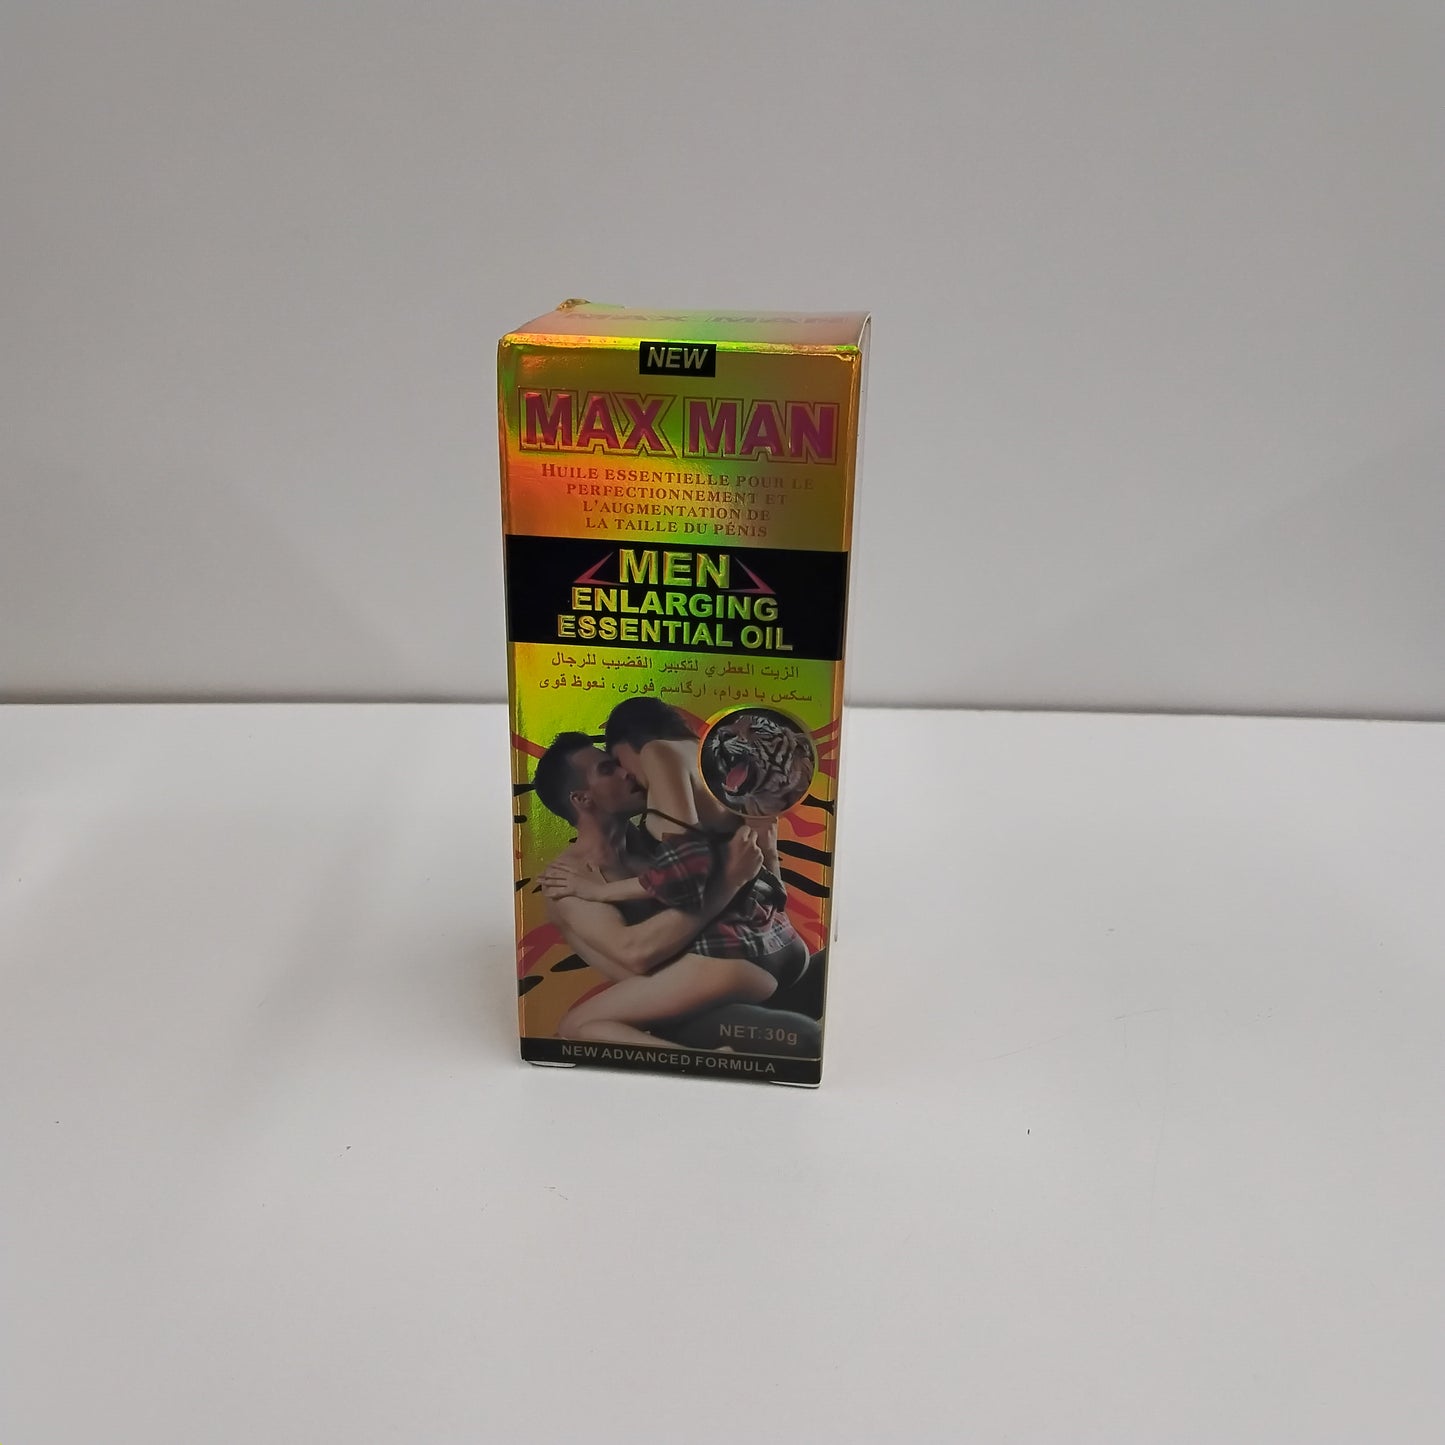 MAX MAN
NEW
MAX MAN
HUILE ESSENTIELLE POUR LE
PERFECTIONNEMENT ET
L'AUGMENTATION DE
LA TAILLE DU PÉNIS
MEN
ENLARGING
ESSENTIAL OIL
الزيت العطري لتكبير القضيب للرجال
سكس با دوام، ارگاسم فوری، نعوظ قوی
NET:30g
NEW ADVANCED FORMULA